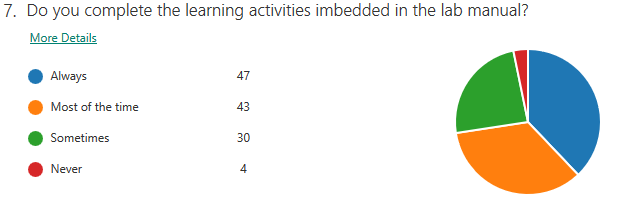 7. Do you complete the learning activities imbedded in the lab manual?
More Details
Always 47
Most of the time 43
Sometimes 30
Never 4